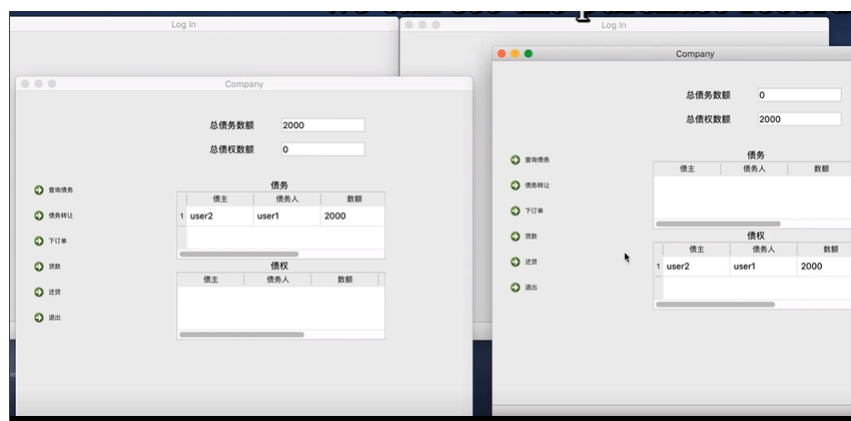 Log In
Log In
Company
总债务数额 2000
总债权数额 0
查询债务
债务转让
下订单
贷款
还贷
退出
债务
债主 债务人 数额
1 user2 user1 2000
债权
债主 债务人 数额
Company
总债务数额 0
总债权数额 2000
查询债务
债务转让
下订单
贷款
还贷
退出
债务
债主 债务人 数额
债权
债主 债务人 数额
1 user2 user1 2000